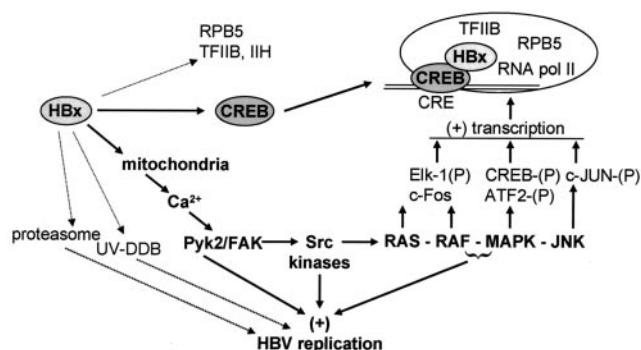 RPB5
TFIIB, IIH
TFIIB
RPB5
HBx
RNA pol II
CREB
CRE
HBx
CREB
(+) transcription
mitochondria
Ca²⁺
Elk-1(P)
c-Fos
CREB-(P)
ATF2-(P)
c-JUN-(P)
proteasome
UV-DDB
Pyk2/FAK
Src
kinases
RAS - RAF - MAPK - JNK
(+)
HBV replication